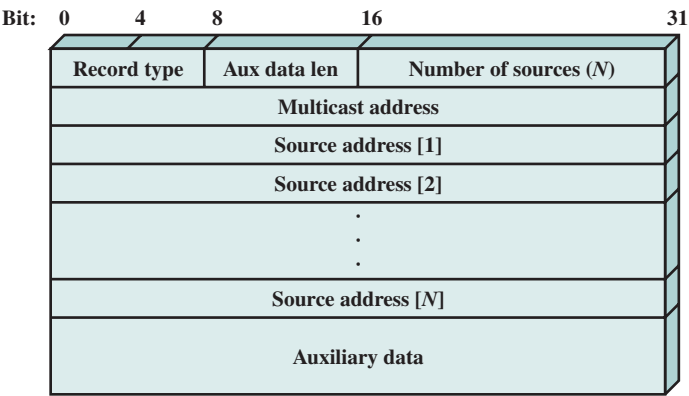 Bit: 0 4 8 16 31
Record type Aux data len Number of sources (N)
Multicast address
Source address [1]
Source address [2]
.
.
.
Source address [N]
Auxiliary data